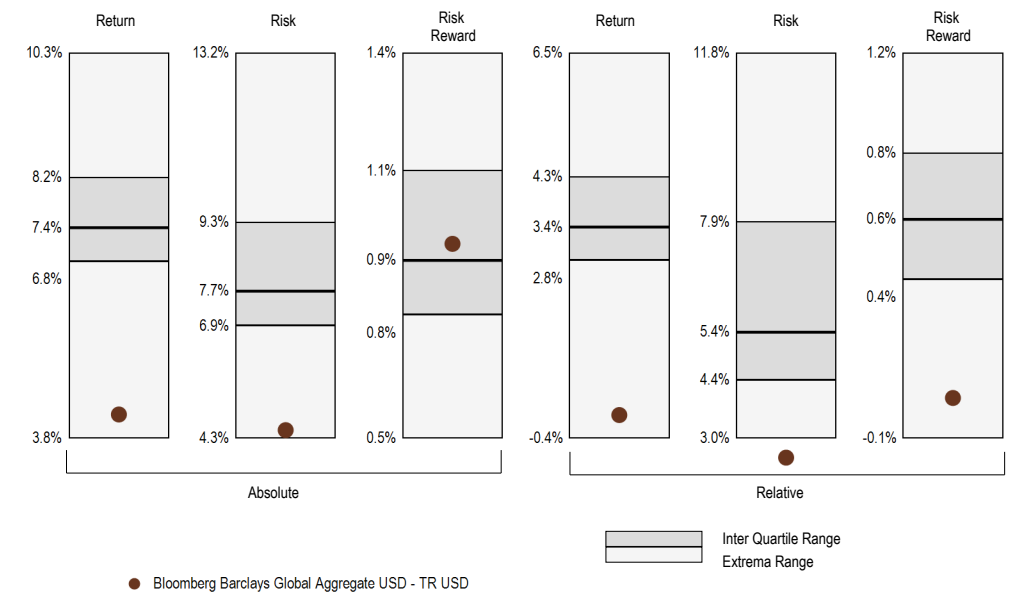 Return
Risk
Risk
Reward
Return
Risk
Risk
Reward
10.3%
8.2%
7.4%
6.8%
3.8%
13.2%
9.3%
7.7%
6.9%
4.3%
1.4%
1.1%
0.9%
0.8%
0.5%
6.5%
4.3%
3.4%
2.8%
-0.4%
11.8%
7.9%
5.4%
4.4%
3.0%
1.2%
0.8%
0.6%
0.4%
-0.1%
Absolute
Relative
Inter Quartile Range
Extrema Range
Bloomberg Barclays Global Aggregate USD - TR USD